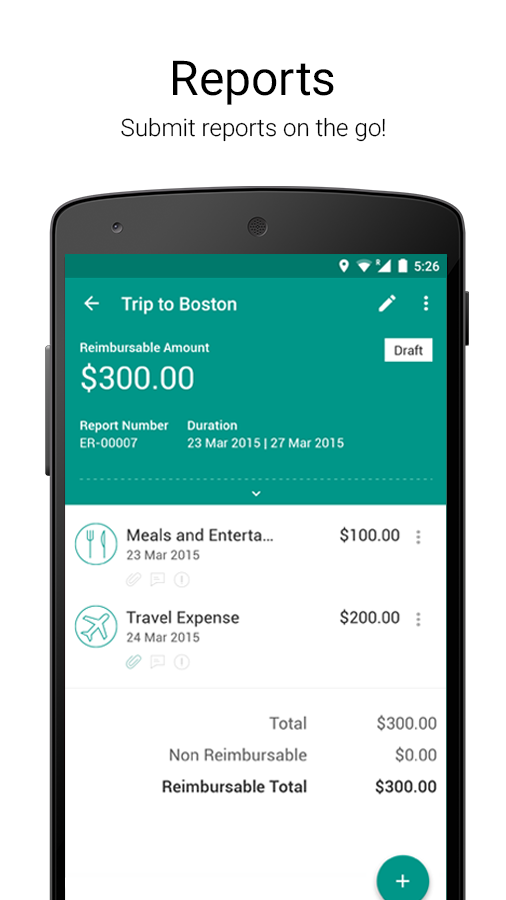 Reports
Submit reports on the go!
R 5:26
Trip to Boston
Reimbursable Amount
Draft
$300.00
Report Number Duration
ER-00007 23 Mar 2015 | 27 Mar 2015
Meals and Enterta... $100.00
23 Mar 2015
Travel Expense $200.00
24 Mar 2015
Total $300.00
Non Reimbursable $0.00
Reimbursable Total $300.00
+